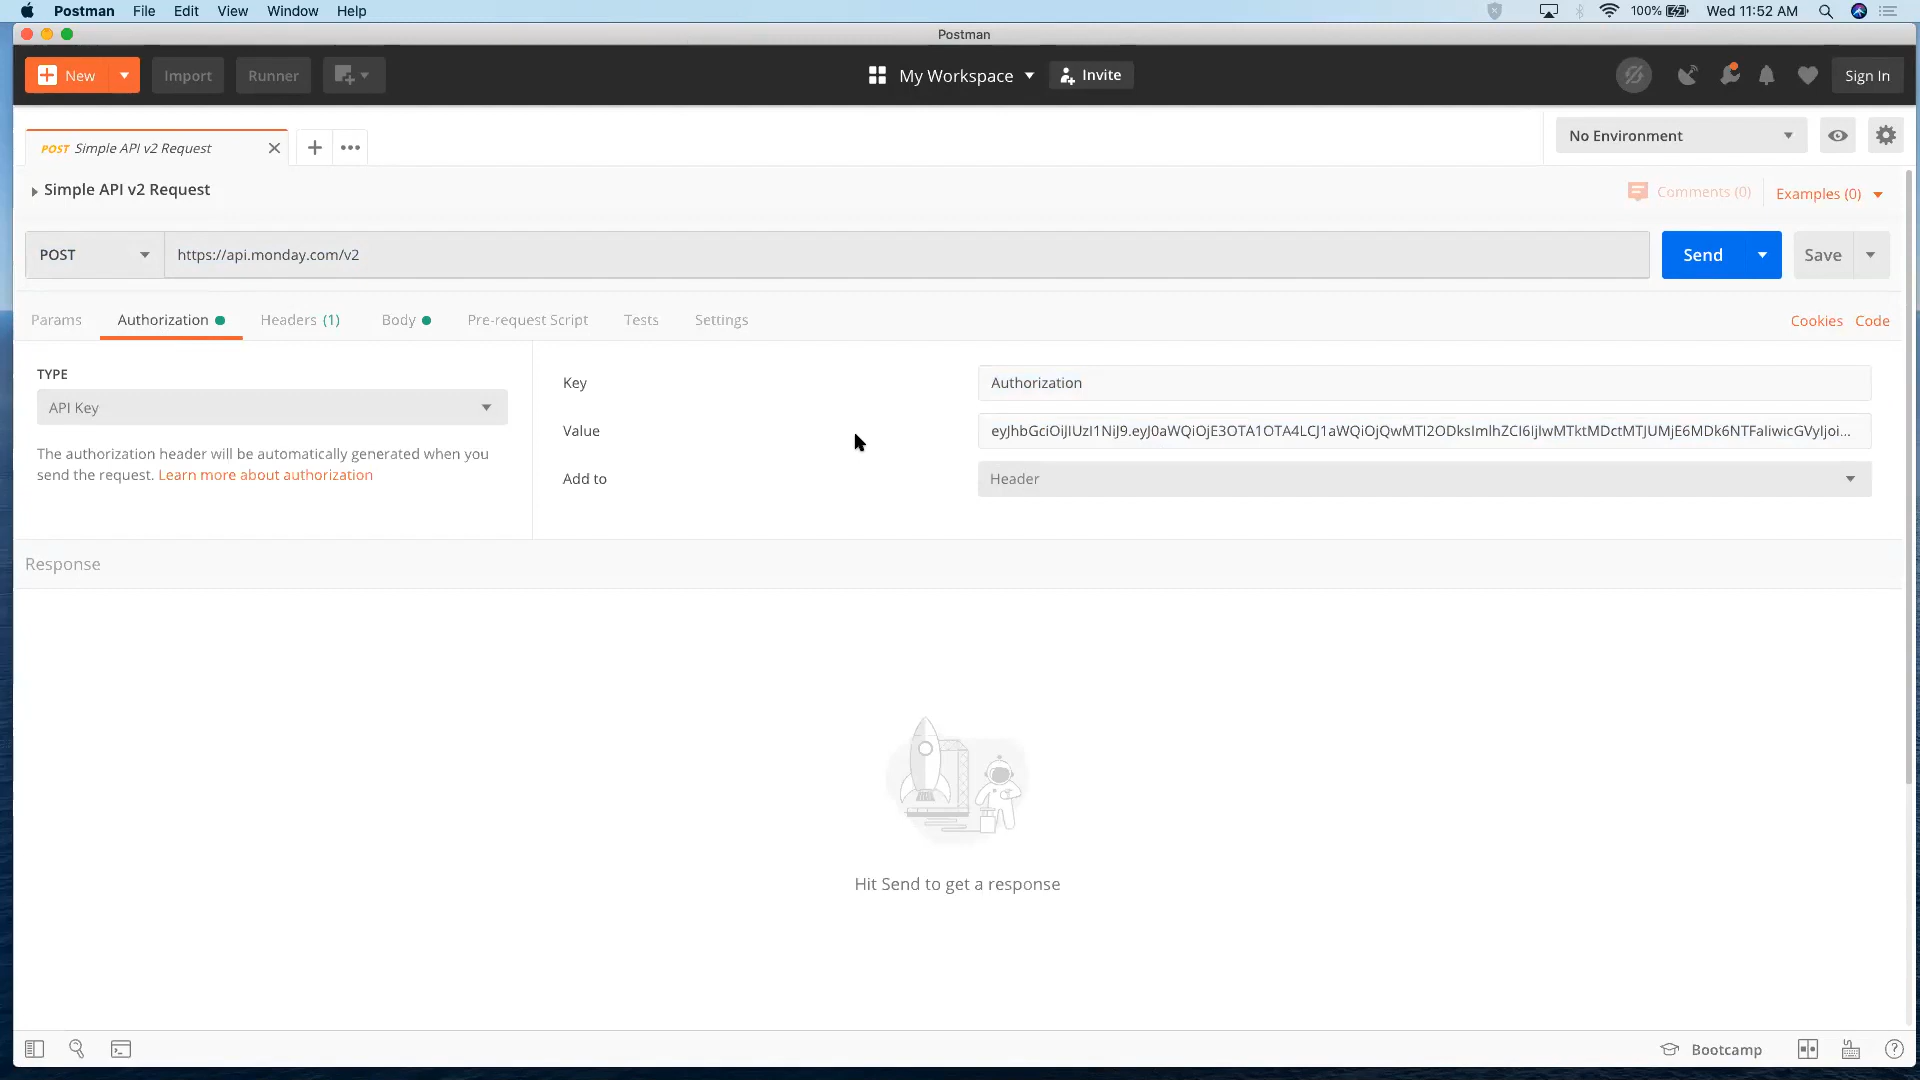 Postman File Edit View Window Help 100% Wed 11:52 AM
Postman
New Import Runner My Workspace Invite Sign In
POST Simple API v2 Request No Environment
Simple API v2 Request Comments (0) Examples (0)
POST https://api.monday.com/v2 Send Save
Params Authorization Headers (1) Body Pre-request Script Tests Settings Cookies Code
TYPE
API Key
The authorization header will be automatically generated when you
send the request. Learn more about authorization
Key Authorization
Value
Add to Header
Response
Hit Send to get a response
Bootcamp